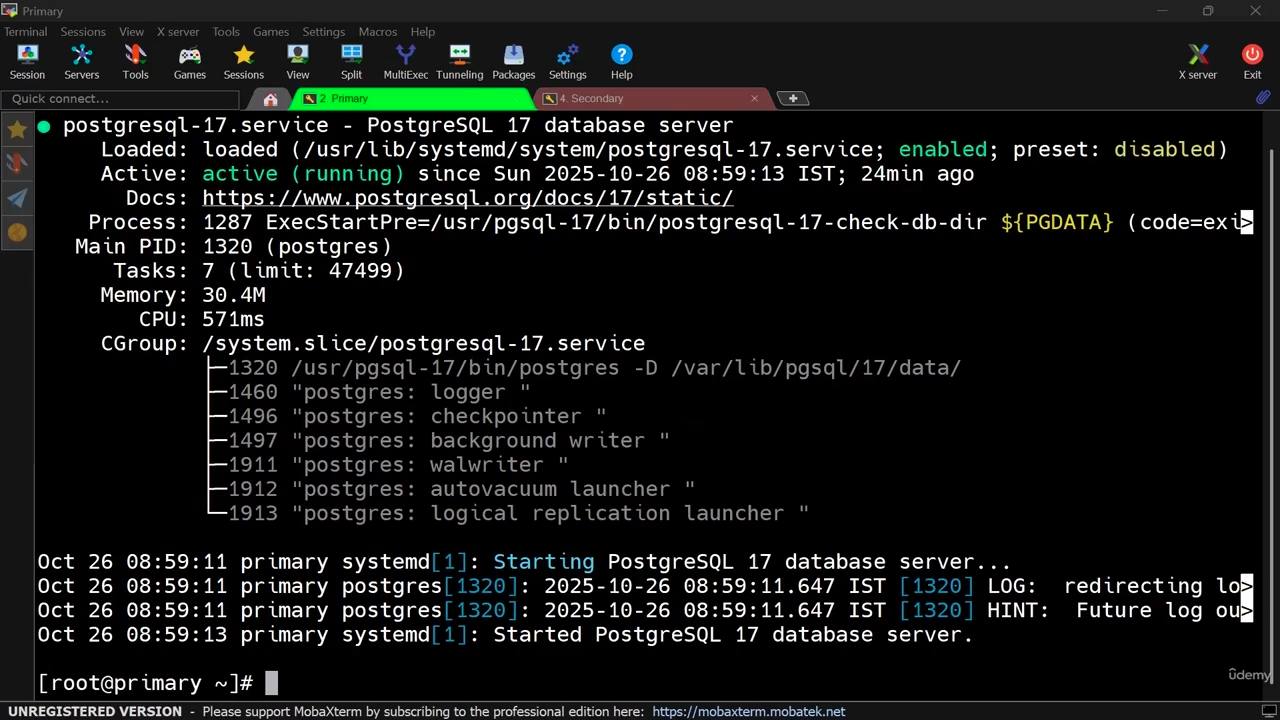 Primary
Terminal Sessions View X server Tools Games Settings Macros Help
Session Servers Tools Games Sessions View Split MultiExec Tunneling Packages Settings Help X server Exit
Quick connect... 2. Primary 4. Secondary
● postgresql-17.service - PostgreSQL 17 database server
Loaded: loaded (/usr/lib/systemd/system/postgresql-17.service; enabled; preset: disabled)
Active: active (running) since Sun 2025-10-26 08:59:13 IST; 24min ago
Docs: https://www.postgresql.org/docs/17/static/
Process: 1287 ExecStartPre=/usr/pgsql-17/bin/postgresql-17-check-db-dir ${PGDATA} (code=exi>
Main PID: 1320 (postgres)
Tasks: 7 (limit: 47499)
Memory: 30.4M
CPU: 571ms
CGroup: /system.slice/postgresql-17.service
├─1320 /usr/pgsql-17/bin/postgres -D /var/lib/pgsql/17/data/
├─1460 "postgres: logger "
├─1496 "postgres: checkpointer "
├─1497 "postgres: background writer "
├─1911 "postgres: walwriter "
├─1912 "postgres: autovacuum launcher "
└─1913 "postgres: logical replication launcher "
Oct 26 08:59:11 primary systemd[1]: Starting PostgreSQL 17 database server...
Oct 26 08:59:11 primary postgres[1320]: 2025-10-26 08:59:11.647 IST [1320] LOG:  redirecting lo>
Oct 26 08:59:11 primary postgres[1320]: 2025-10-26 08:59:11.647 IST [1320] HINT:  Future log ou>
Oct 26 08:59:13 primary systemd[1]: Started PostgreSQL 17 database server.
[root@primary ~]#
udemy
UNREGISTERED VERSION - Please support MobaXterm by subscribing to the professional edition here: https://mobaxterm.mobatek.net